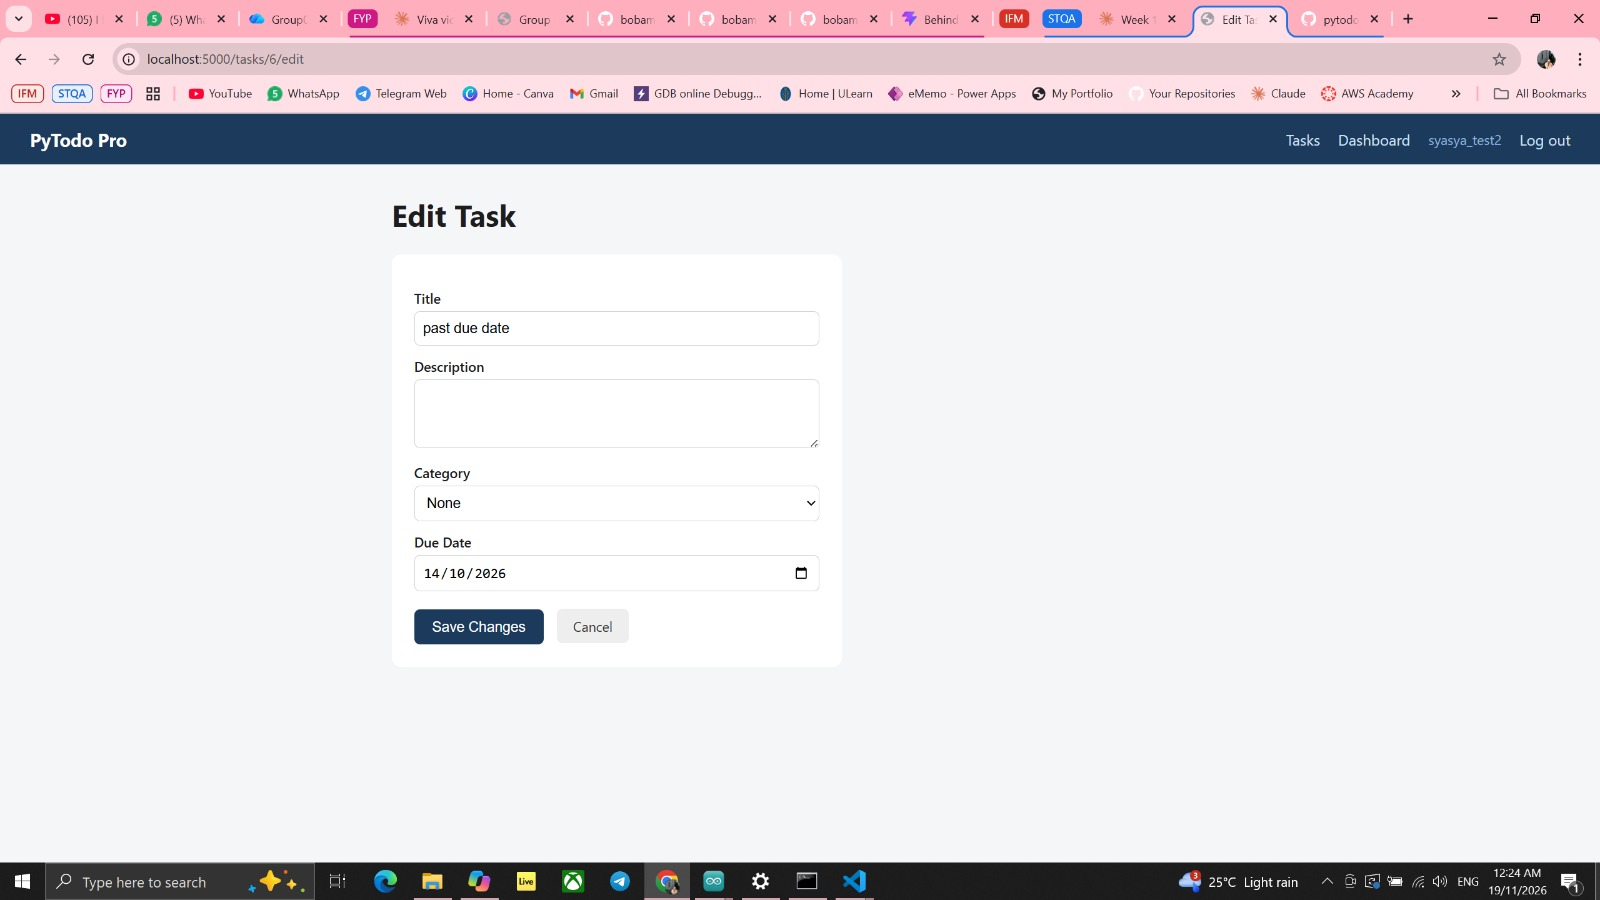 (105)
(5) Wha
Group
FYP
Viva vi
Group
bobam
bobam
bobam
Behind
IFM
STQA
Week
Edit Ta
pytodo
localhost:5000/tasks/6/edit
IFM
STQA
FYP
YouTube
WhatsApp
Telegram Web
Home - Canva
Gmail
GDB online Debugg...
Home | ULearn
eMemo - Power Apps
My Portfolio
Your Repositories
Claude
AWS Academy
All Bookmarks
PyTodo Pro
Tasks
Dashboard
syasya_test2
Log out
Edit Task
Title
past due date
Description
Category
None
Due Date
14/10/2026
Save Changes
Cancel
Type here to search
Live
3
25°C Light rain
ENG
12:24 AM
19/11/2026
1